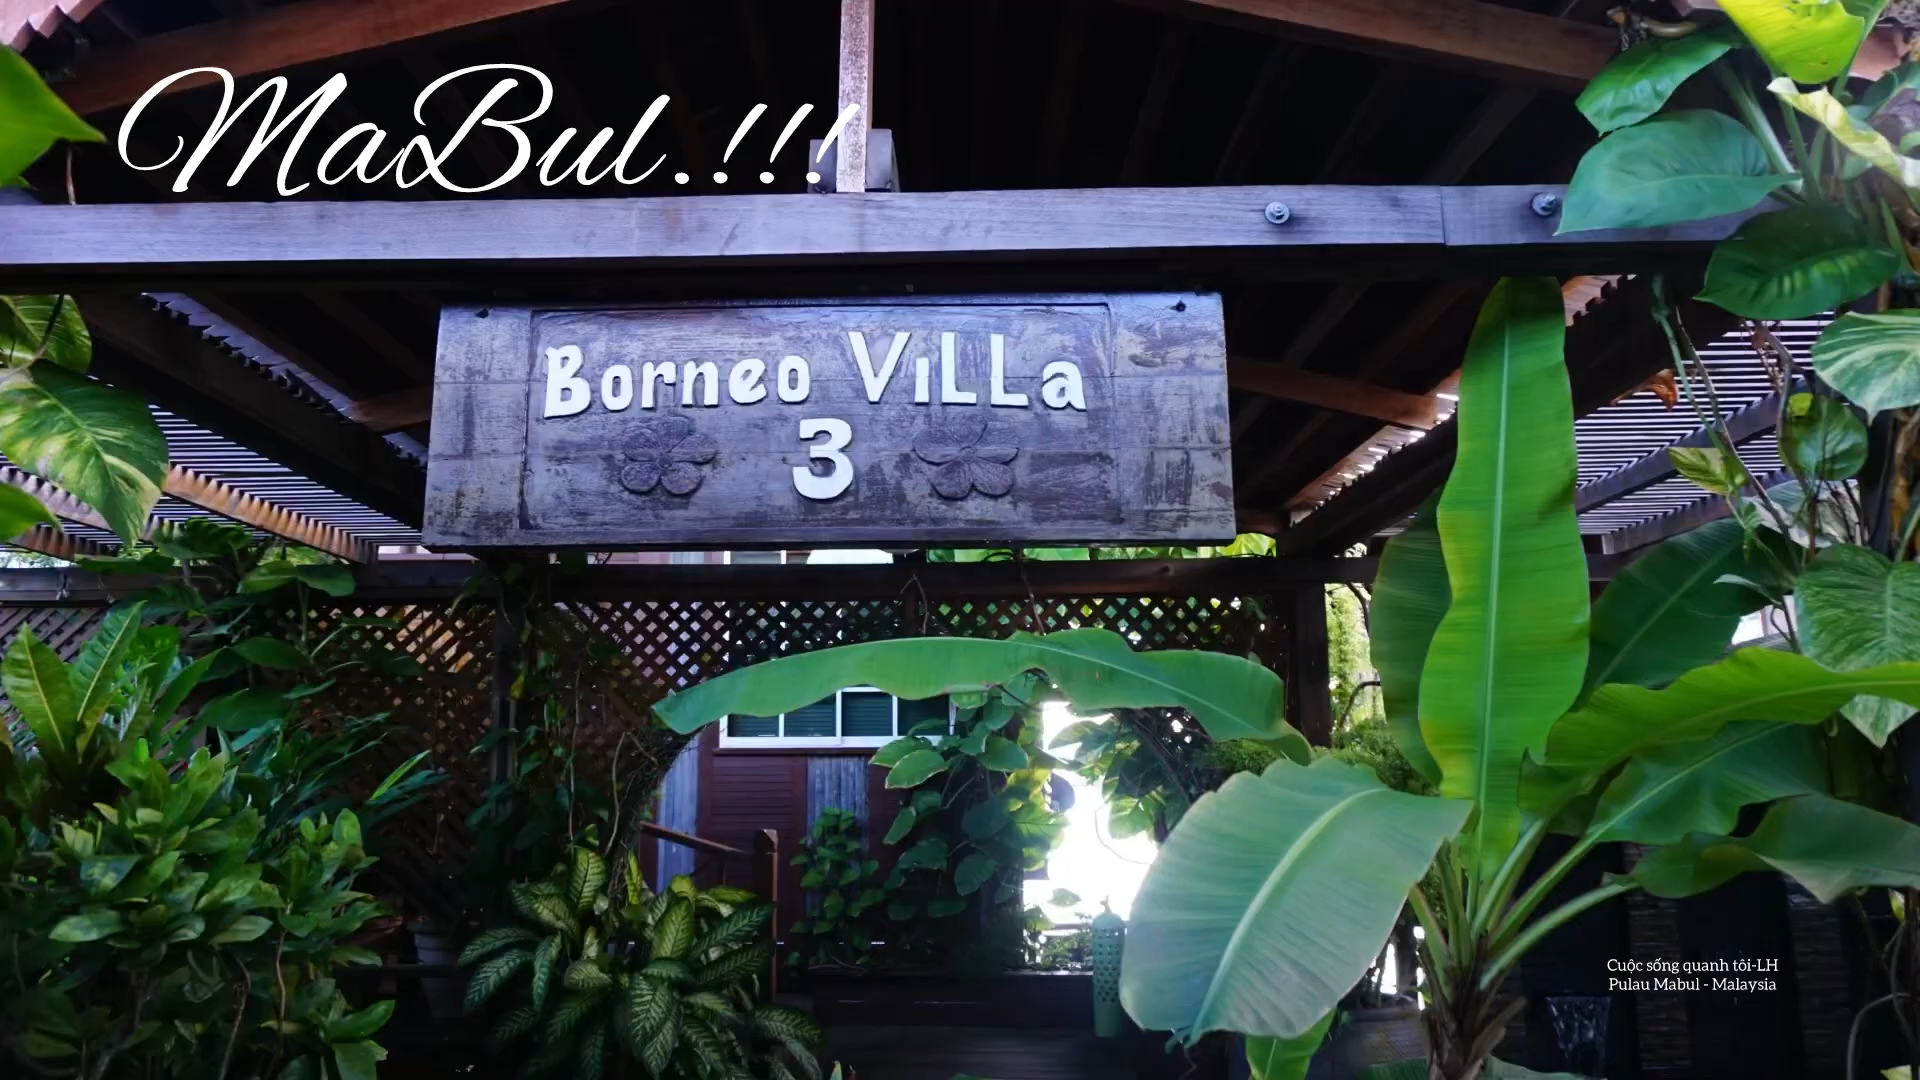 MaBul.!!!
Borneo ViLLa
3
Cuộc sống quanh tôi-LH
Pulau Mabul - Malaysia